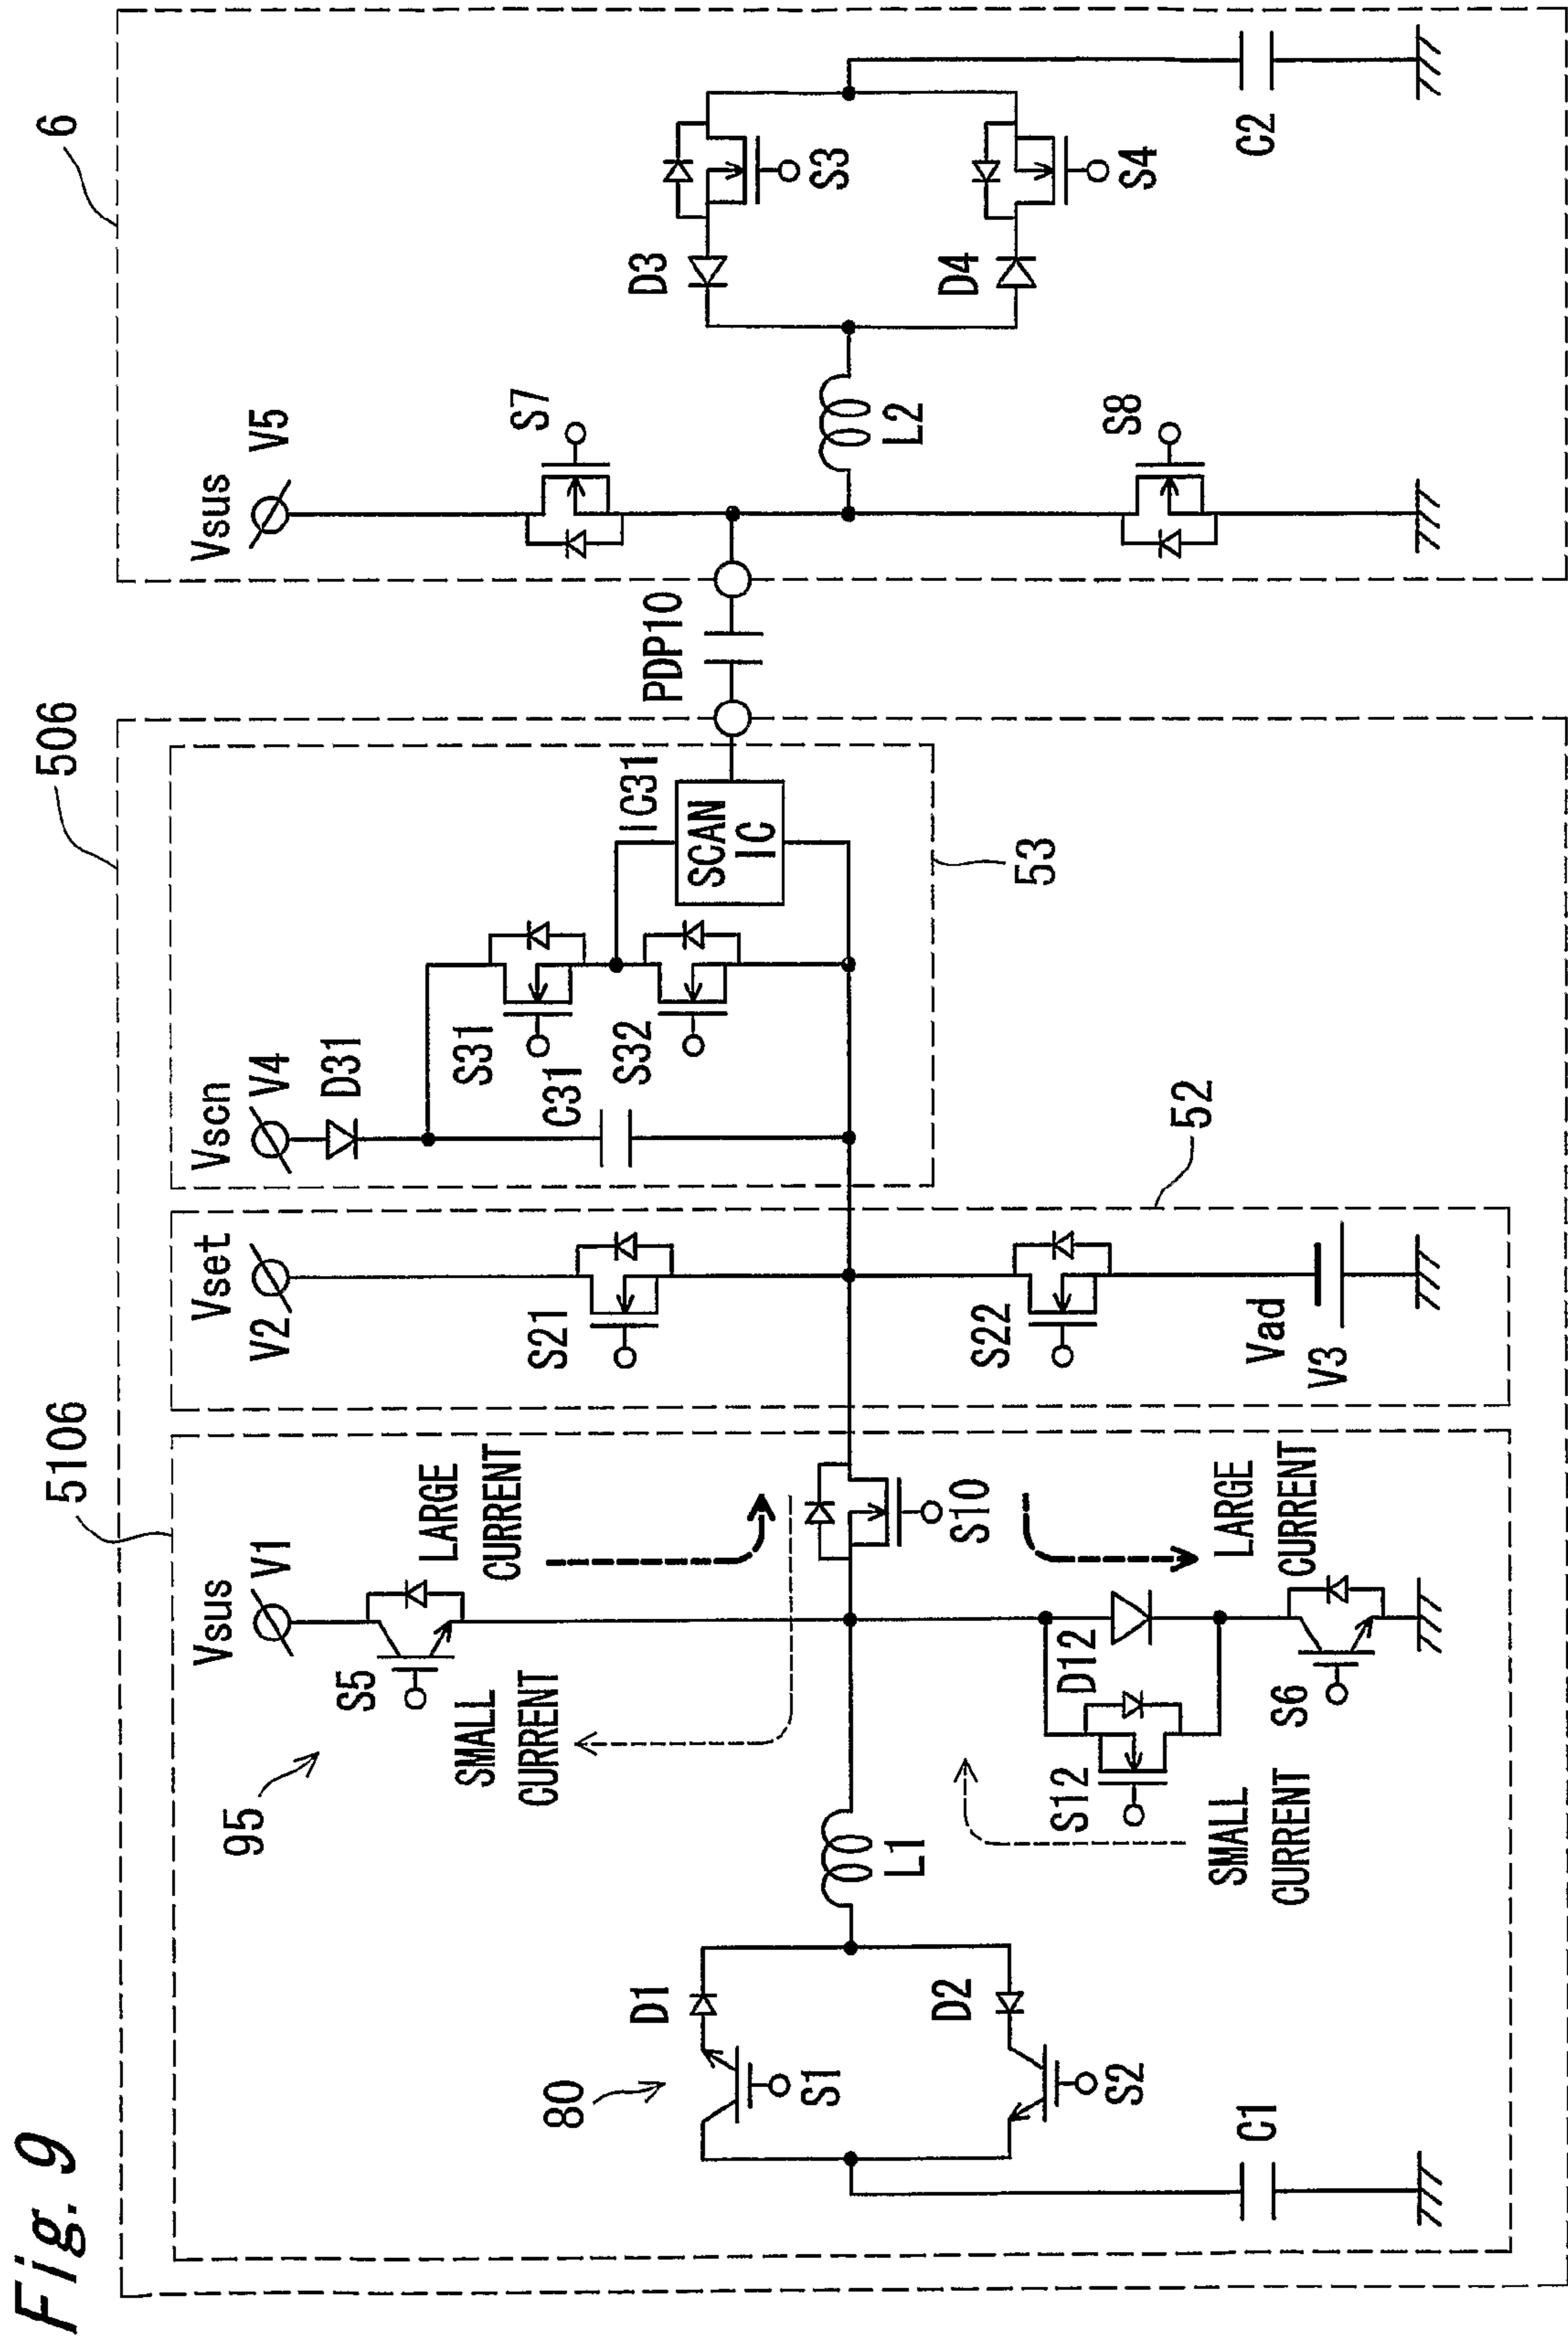 Fig. 9
5106
506
6
95
80
Vsus
V1
S5
LARGE
CURRENT
SMALL
CURRENT
D1
S1
D2
S2
C1
L1
S10
D12
S12
S6
SMALL
CURRENT
LARGE
CURRENT
Vset
V2
S21
S22
Vad
V3
52
Vscn
V4
D31
S31
C31
S32
IC31
SCAN
IC
53
PDP10
Vsus
V5
S7
L2
S8
D3
S3
D4
S4
C2